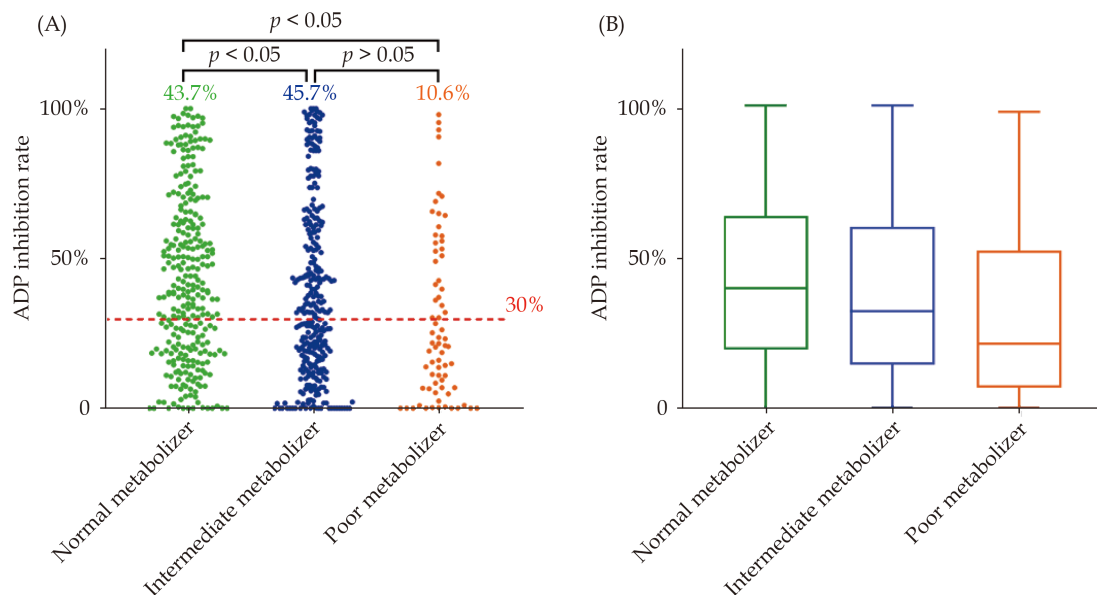 (A)
p < 0.05
p < 0.05
p > 0.05
43.7%
45.7%
10.6%
100%
50%
0
ADP inhibition rate
30%
Normal metabolizer
Intermediate metabolizer
Poor metabolizer
(B)
100%
50%
0
ADP inhibition rate
Normal metabolizer
Intermediate metabolizer
Poor metabolizer